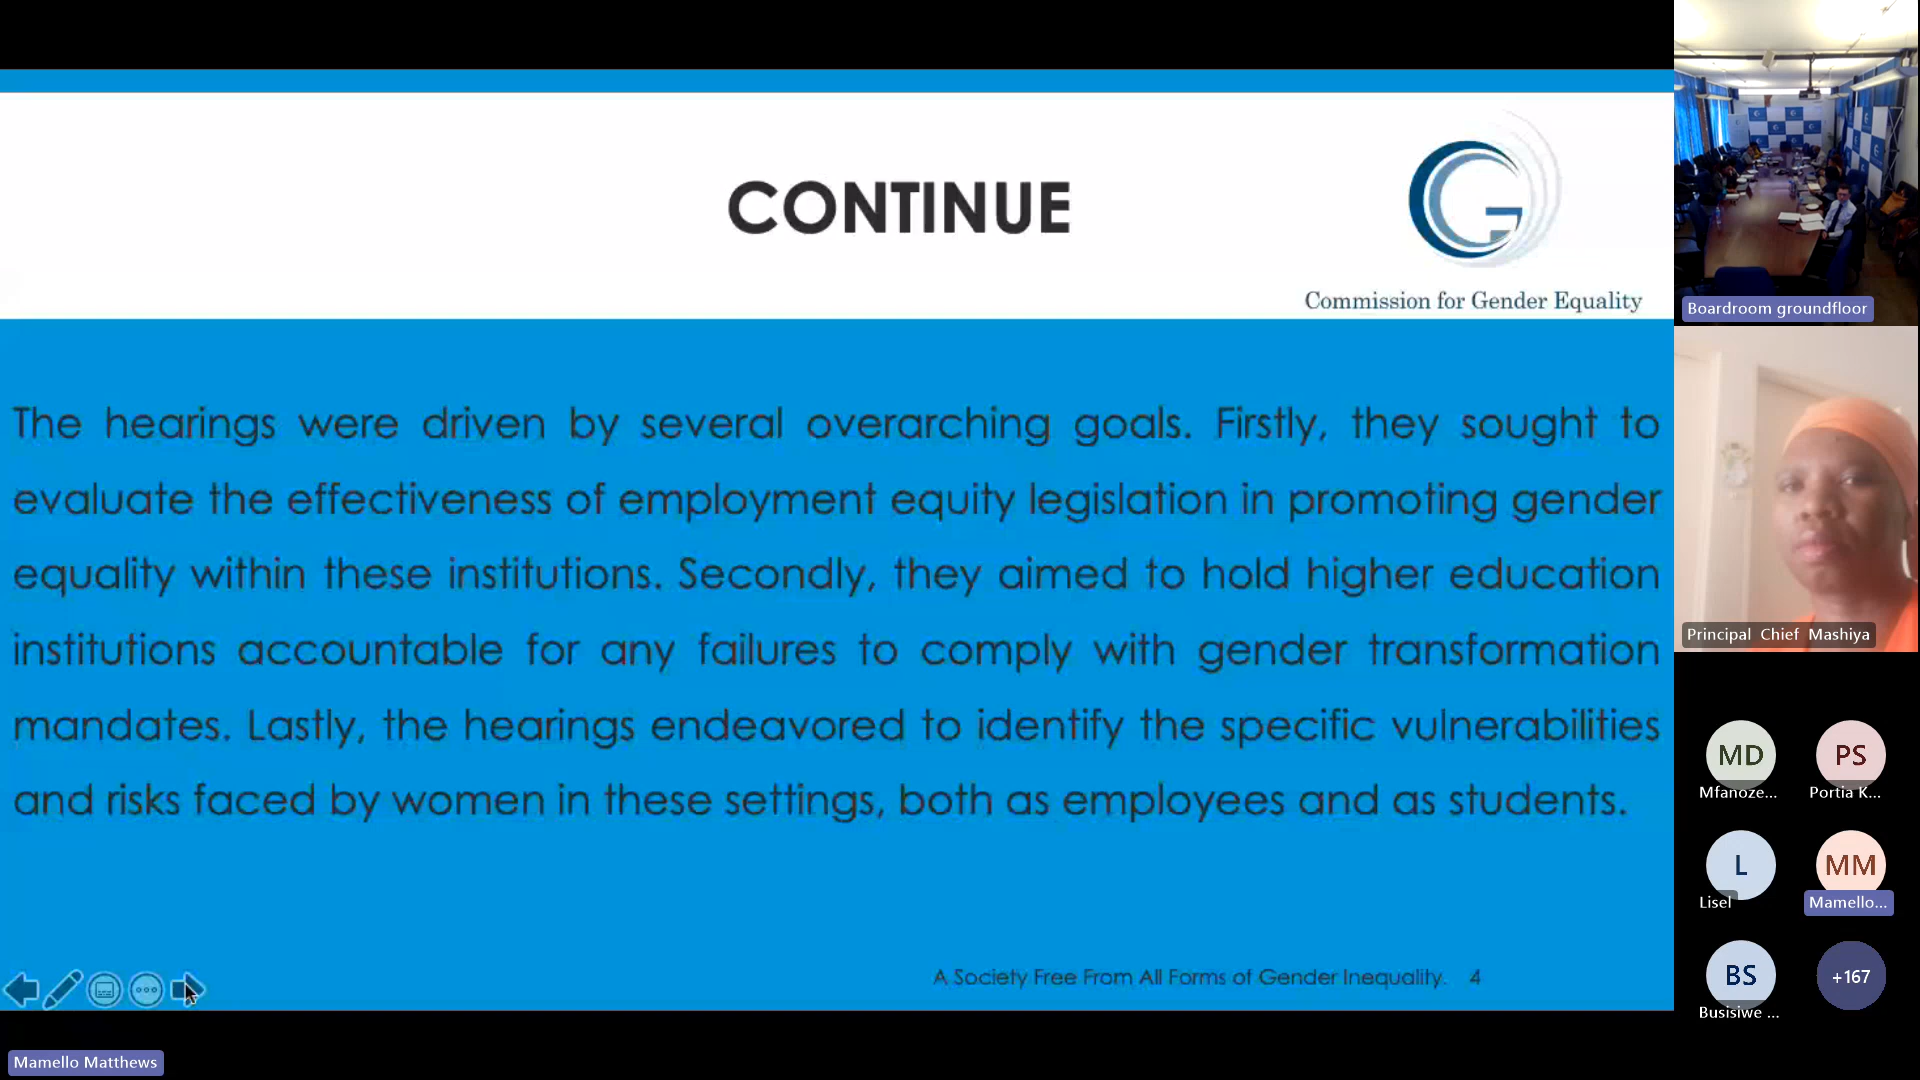 CONTINUE
Commission for Gender Equality
The hearings were driven by several overarching goals. Firstly, they sought to
evaluate the effectiveness of employment equity legislation in promoting gender
equality within these institutions. Secondly, they aimed to hold higher education
institutions accountable for any failures to comply with gender transformation
mandates. Lastly, the hearings endeavored to identify the specific vulnerabilities
and risks faced by women in these settings, both as employees and as students.
A Society Free From All Forms of Gender Inequality. 4
Mamello Matthews
Boardroom groundfloor
Principal Chief Mashiya
MD
Mfanoze...
PS
Portia K...
L
Lisel
MM
Mamello...
BS
Busisiwe ...
+167